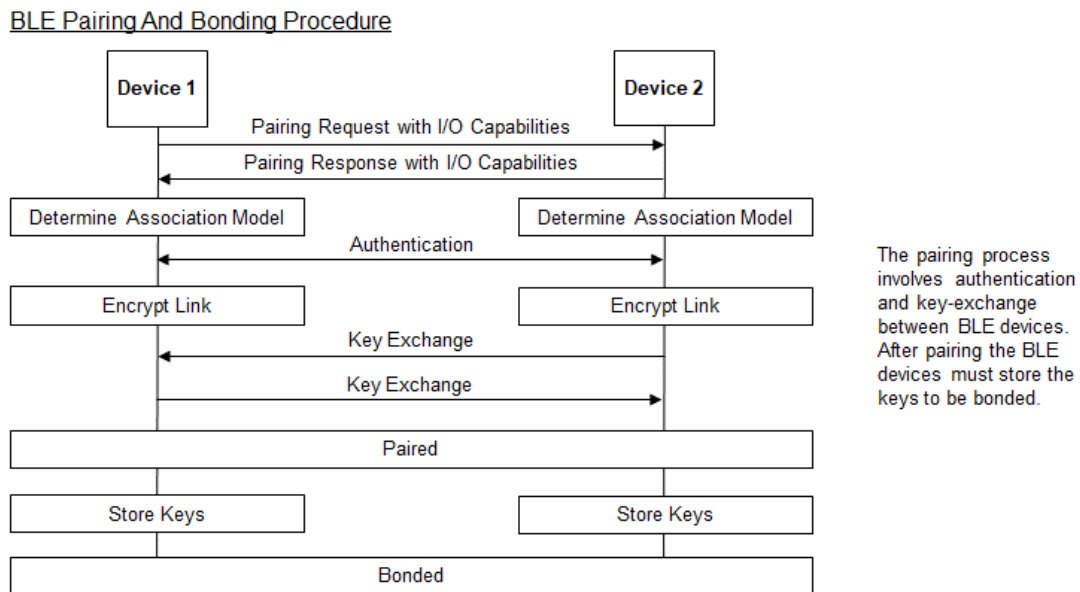 BLE Pairing And Bonding Procedure
Device 1
Device 2
Pairing Request with I/O Capabilities
Pairing Response with I/O Capabilities
Determine Association Model
Determine Association Model
Authentication
Encrypt Link
Encrypt Link
Key Exchange
Key Exchange
Paired
Store Keys
Store Keys
Bonded
The pairing process
involves authentication
and key-exchange
between BLE devices.
After pairing the BLE
devices must store the
keys to be bonded.